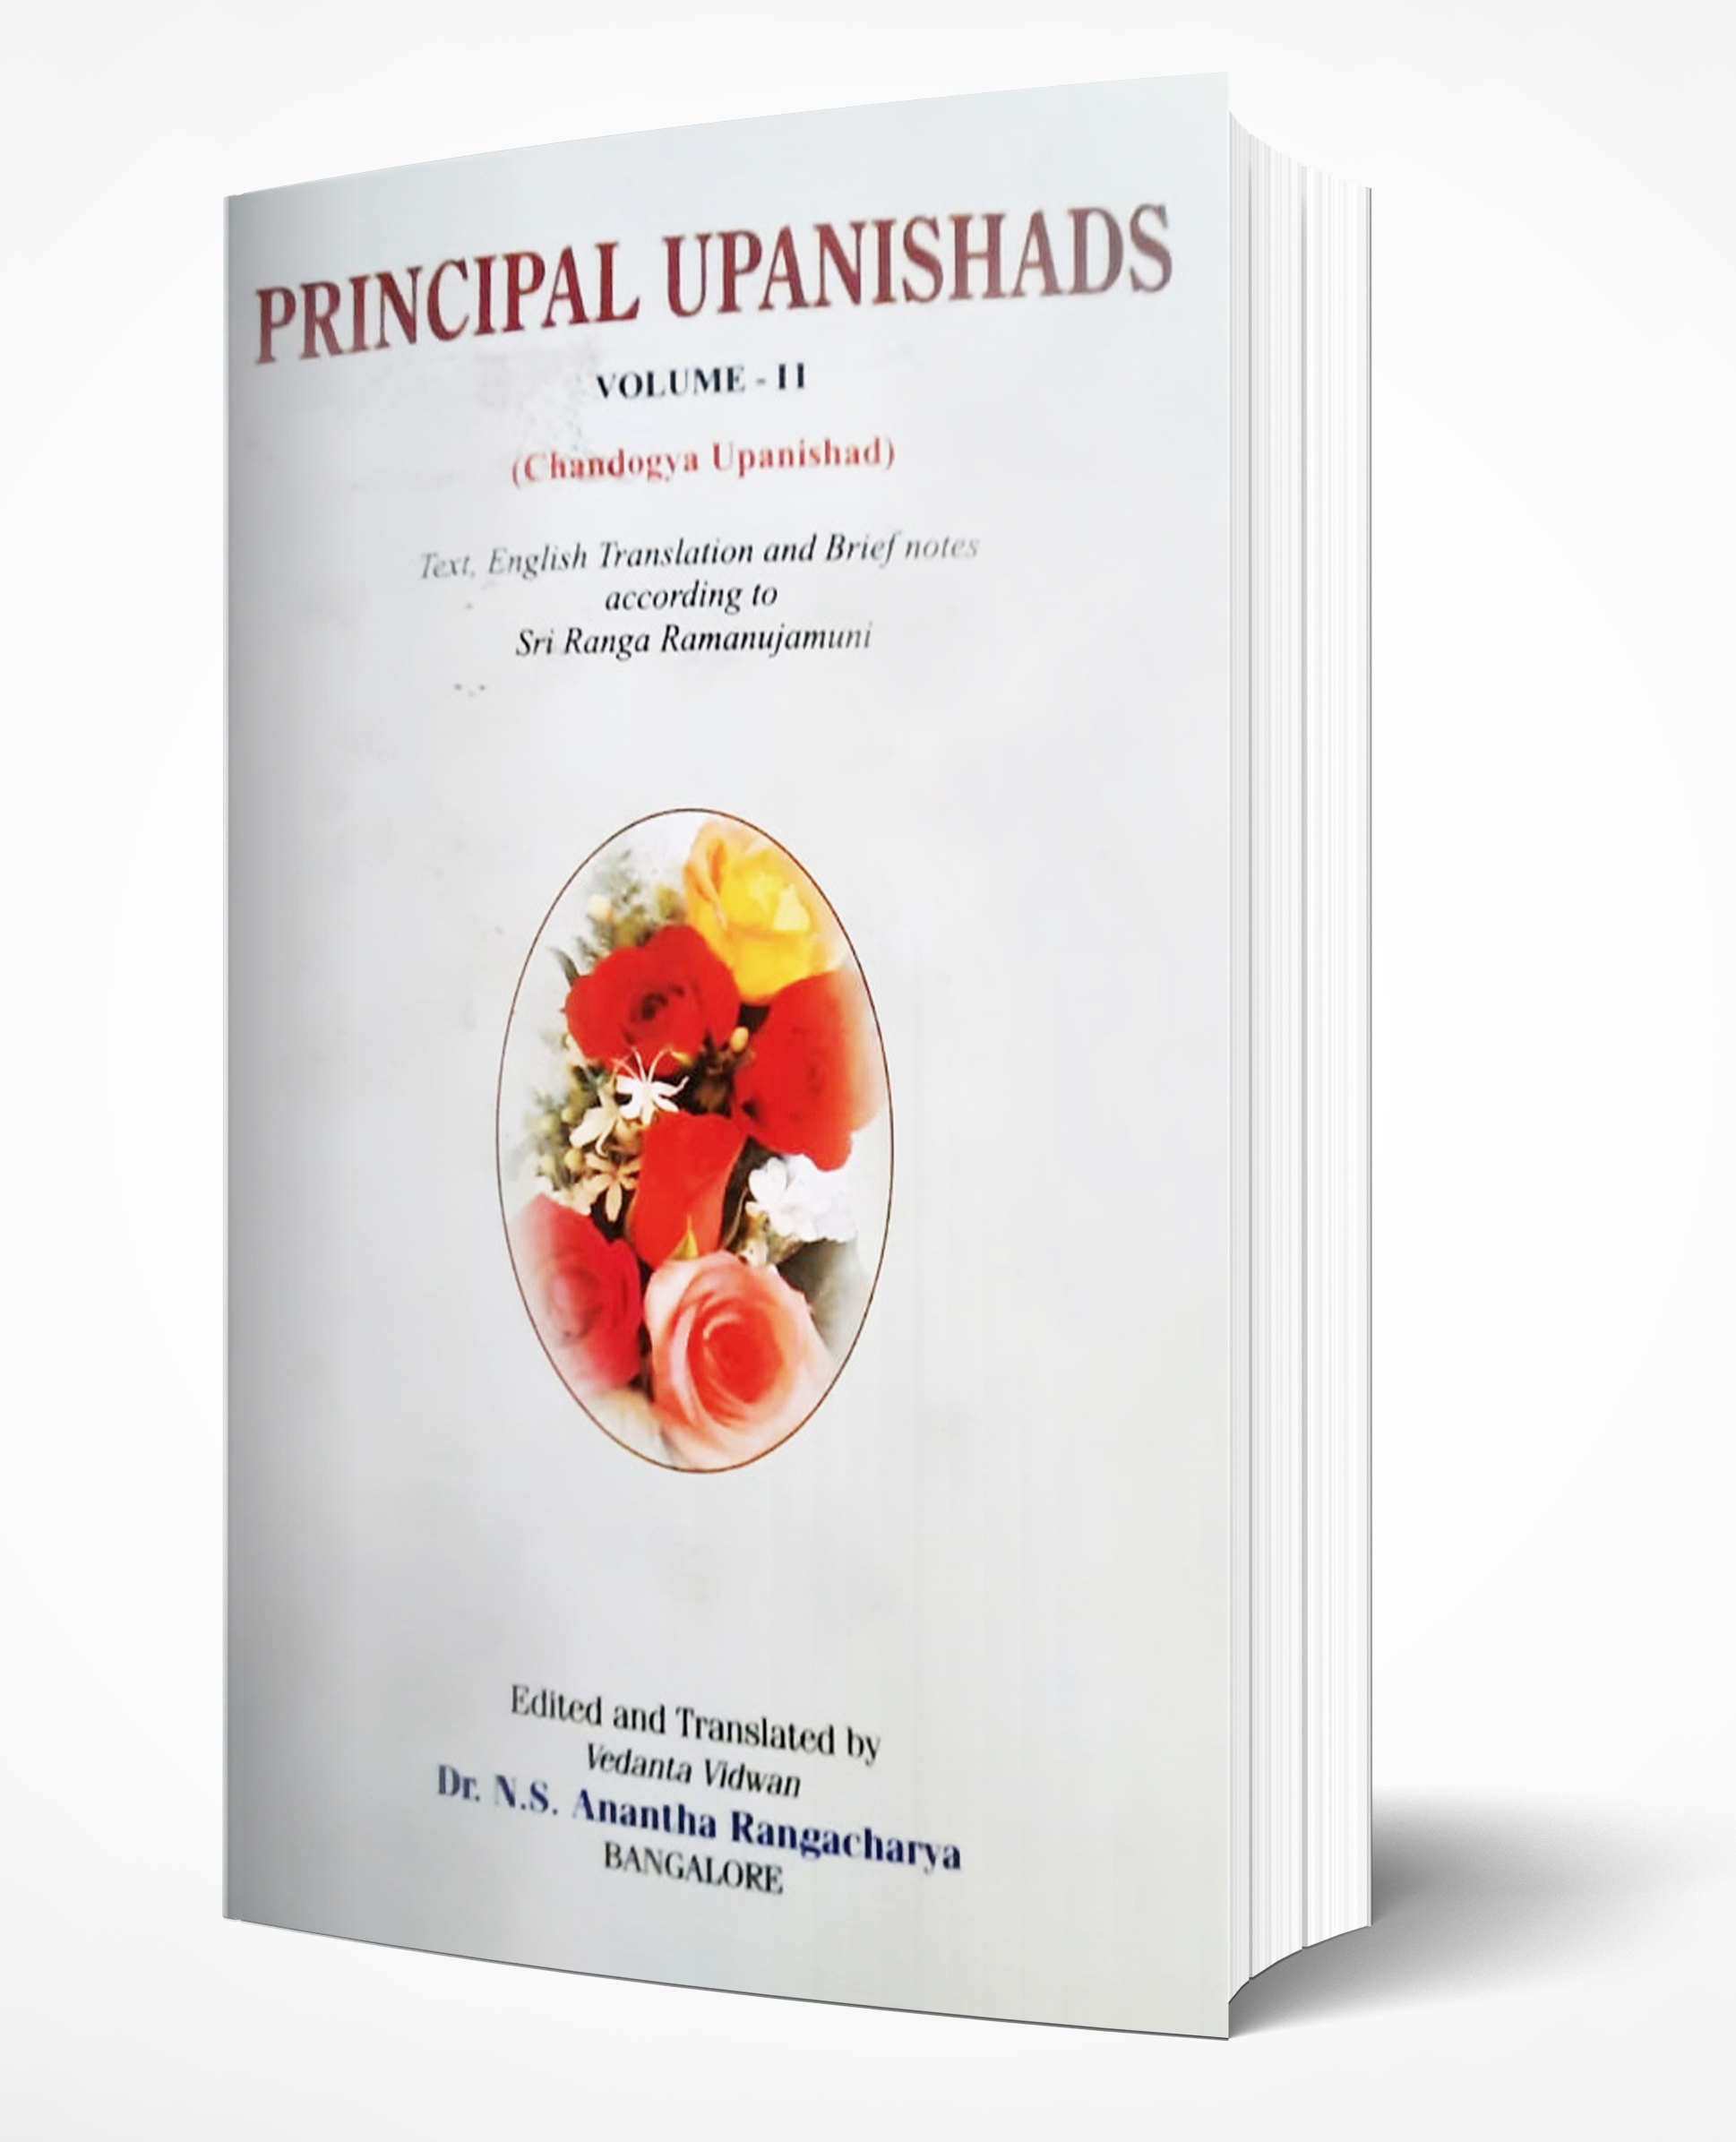 PRINCIPAL UPANISHADS
VOLUME - II
(Chandogya Upanishad)
Text, English Translation and Brief notes
according to
Sri Ranga Ramanujamuni
Edited and Translated by
Vedanta Vidwan
Dr. N.S. Anantha Rangacharya
BANGALORE